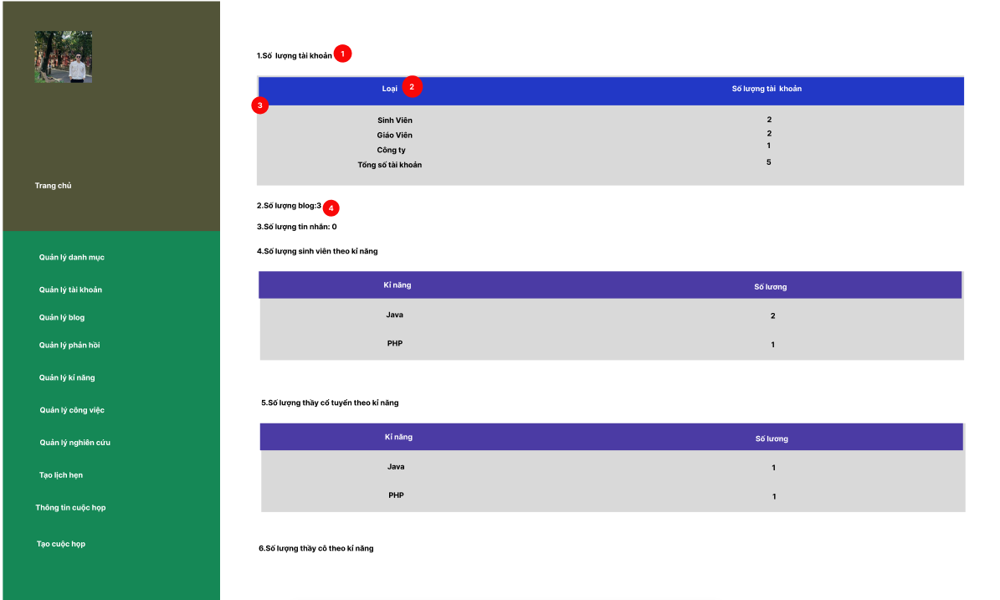 Trang chủ
Quản lý danh mục
Quản lý tài khoản
Quản lý blog
Quản lý phản hồi
Quản lý kĩ năng
Quản lý công việc
Quản lý nghiên cứu
Tạo lịch hẹn
Thông tin cuộc họp
Tạo cuộc họp
1.Số lượng tài khoản 1
Loại 2 Số lượng tài khoản
3
Sinh Viên 2
Giáo Viên 2
Công ty 1
Tổng số tài khoản 5
2.Số lượng blog:3 4
3.Số lượng tin nhắn: 0
4.Số lượng sinh viên theo kĩ năng
Kĩ năng Số lương
Java 2
PHP 1
5.Số lượng thầy cố tuyển theo kĩ năng
Kĩ năng Số lương
Java 1
PHP 1
6.Số lượng thầy cô theo kĩ năng